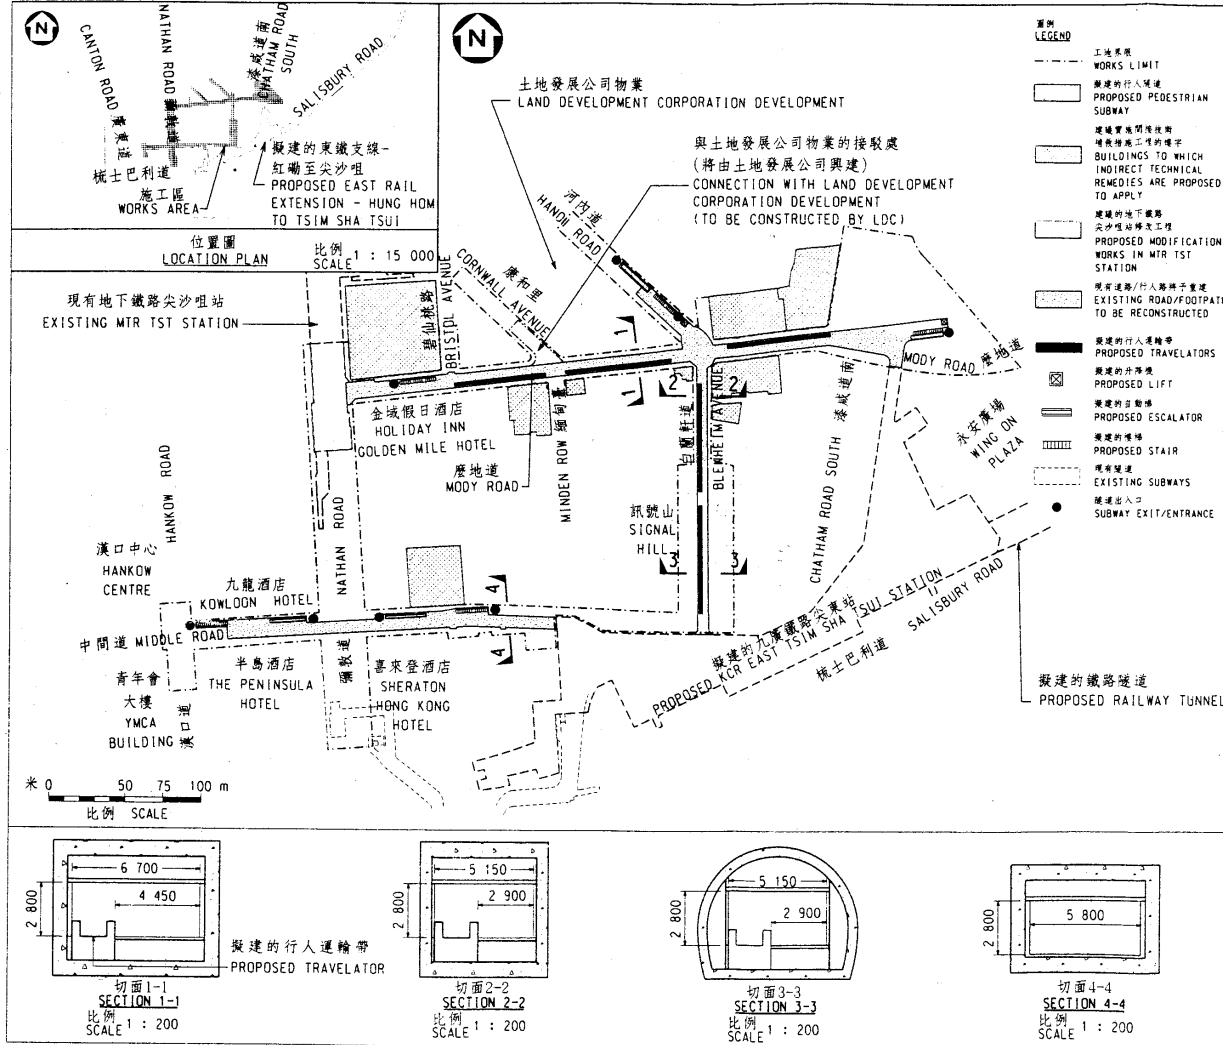 N
NATHAN ROAD
CANTON ROAD 廣東道
漆咸道南
CHATHAM ROAD SOUTH
SALISBURY ROAD
梳士巴利道
施工區
WORKS AREA
擬建的東鐵支線-
紅磡至尖沙咀
PROPOSED EAST RAIL
EXTENSION - HUNG HOM
TO TSIM SHA TSUI
位置圖
LOCATION PLAN
比例
SCALE 1 : 15 000
N
土地發展公司物業
LAND DEVELOPMENT CORPORATION DEVELOPMENT
與土地發展公司物業的接駁處
(將由土地發展公司興建)
CONNECTION WITH LAND DEVELOPMENT
CORPORATION DEVELOPMENT
(TO BE CONSTRUCTED BY LDC)
河內道
HANOI ROAD
康和里
CORNWALL AVENUE
碧仙桃路
BRISTOL AVENUE
現有地下鐵路尖沙咀站
EXISTING MTR TST STATION
金域假日酒店
HOLIDAY INN
GOLDEN MILE HOTEL
麼地道
MODY ROAD
MINDEN ROW 緬甸臺
1
1
2
2
白蘭軒道
BLENHEIM AVENUE
漆咸道南
CHATHAM ROAD SOUTH
MODY ROAD 麼地道
永安廣場
WING ON
PLAZA
訊號山
SIGNAL
HILL
3
3
HANKOW ROAD
NATHAN ROAD
漢口中心
HANKOW
CENTRE
九龍酒店
KOWLOON HOTEL
4
4
中間道 MIDDLE ROAD
青年會
大樓
YMCA
BUILDING
漢口道
半島酒店
THE PENINSULA
HOTEL
彌敦道
喜來登酒店
SHERATON
HONG KONG
HOTEL
擬建的九廣鐵路尖東站
PROPOSED KCR EAST TSIM SHA TSUI STATION
梳士巴利道
SALISBURY ROAD
擬建的鐵路隧道
PROPOSED RAILWAY TUNNEL
米 0 50 75 100 m
比例 SCALE
圖例
LEGEND
工地界限
WORKS LIMIT
擬建的行人隧道
PROPOSED PEDESTRIAN
SUBWAY
建議實施間接技術
補救措施工程的樓宇
BUILDINGS TO WHICH
INDIRECT TECHNICAL
REMEDIES ARE PROPOSED
TO APPLY
建議的地下鐵路
尖沙咀站修改工程
PROPOSED MODIFICATION
WORKS IN MTR TST
STATION
現有道路/行人路將予重建
EXISTING ROAD/FOOTPAT
TO BE RECONSTRUCTED
擬建的行人運輸帶
PROPOSED TRAVELATORS
擬建的升降機
PROPOSED LIFT
擬建的自動梯
PROPOSED ESCALATOR
擬建的樓梯
PROPOSED STAIR
現有隧道
EXISTING SUBWAYS
隧道出入口
SUBWAY EXIT/ENTRANCE
6 700
4 450
2 800
擬建的行人運輸帶
PROPOSED TRAVELATOR
切面1-1
SECTION 1-1
比例
SCALE 1 : 200
5 150
2 900
2 800
切面2-2
SECTION 2-2
比例
SCALE 1 : 200
5 150
2 900
2 800
切面3-3
SECTION 3-3
比例
SCALE 1 : 200
5 800
2 800
切面4-4
SECTION 4-4
比例
SCALE 1 : 200